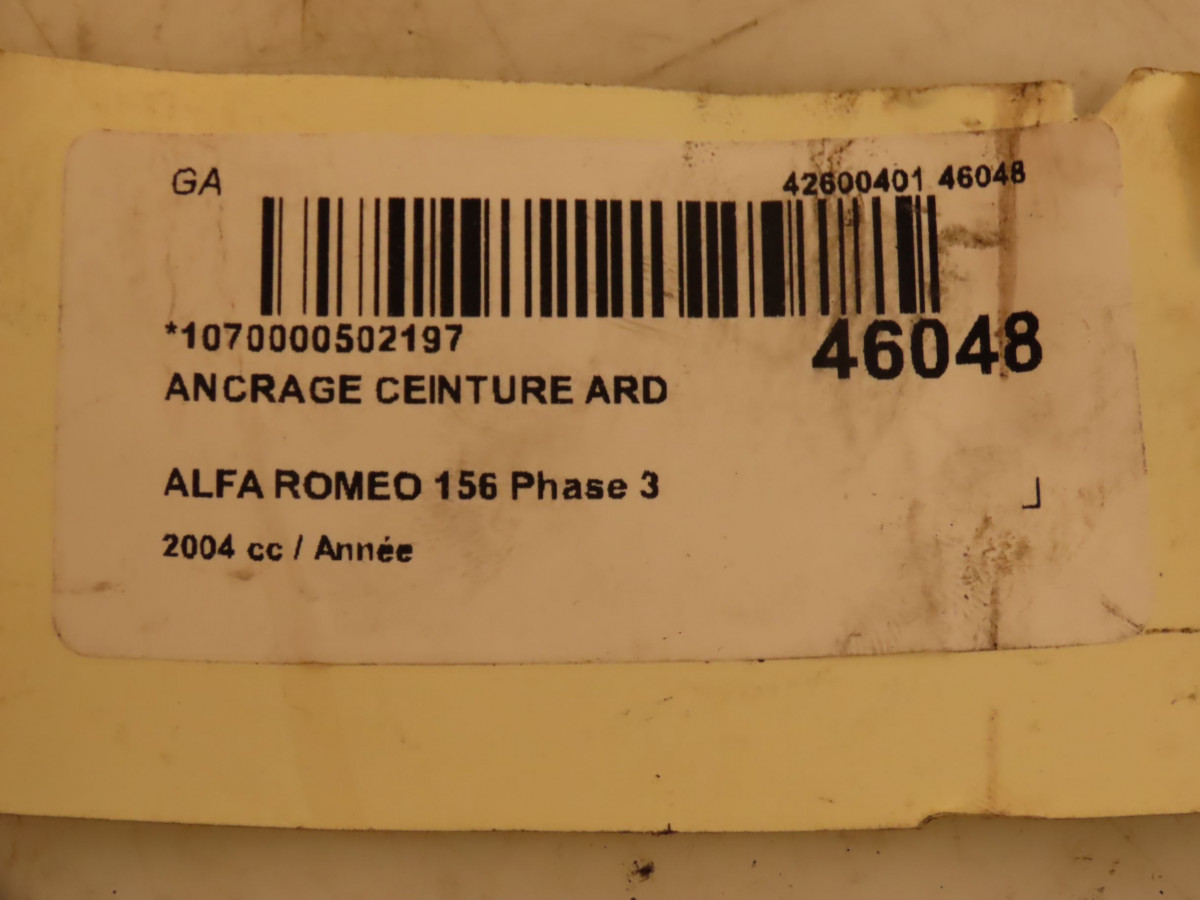 GA
42600401 46048
*1070000502197
46048
ANCRAGE CEINTURE ARD
ALFA ROMEO 156 Phase 3
2004 cc / Année